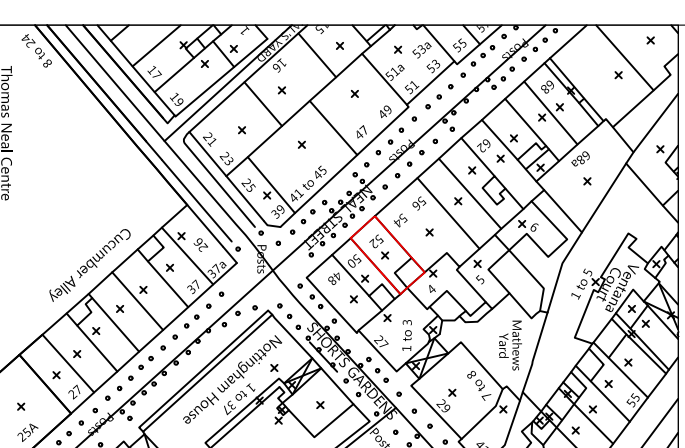 8 to 24
Thomas Neal Centre
17
19
1
15
16
51a
53a
53
55
51
49
47
Posts
21
23
25
39
41 to 45
Posts
NEAL STREET
62
68
68a
56
54
52
50
48
Cucumber Alley
26
37
37a
Posts
27
25A
Posts
Nottingham House
1 to 37
SHORTS GARDENS
27
1 to 3
4
5
6
Mathews
Yard
7 to 8
29
1 to 5
Ventana
Court
55